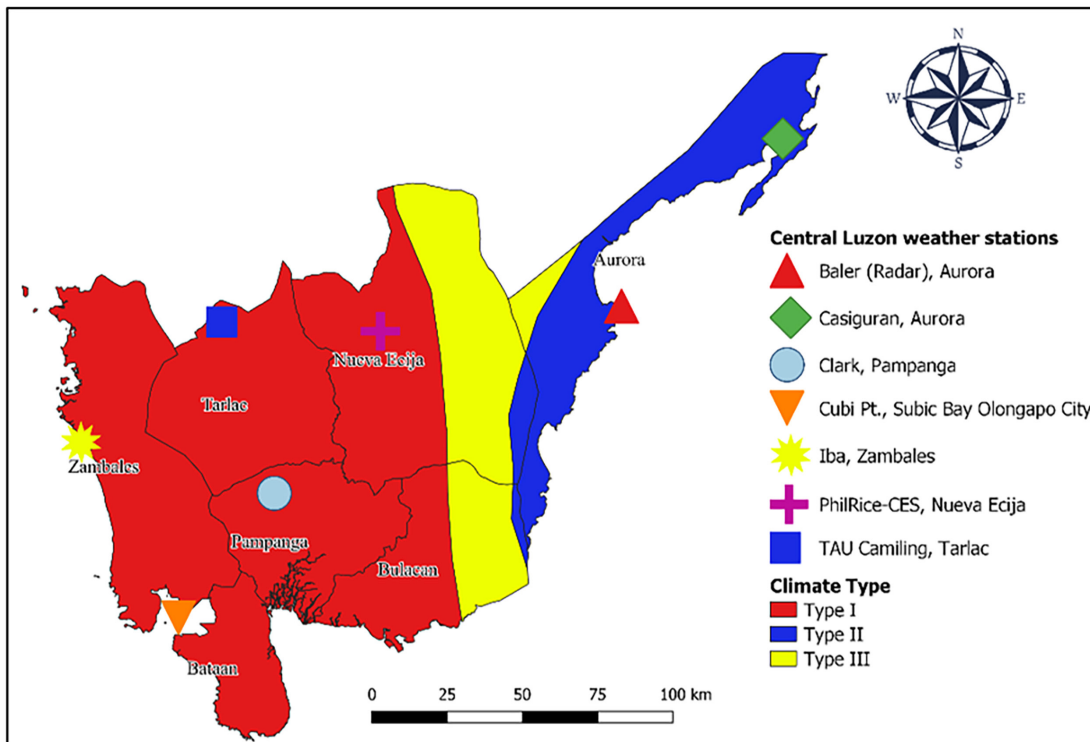 N
W
E
S
Central Luzon weather stations
Baler (Radar), Aurora
Casiguran, Aurora
Clark, Pampanga
Cubi Pt., Subic Bay Olongapo City
Iba, Zambales
PhilRice-CES, Nueva Ecija
TAU Camiling, Tarlac
Climate Type
Type I
Type II
Type III
Aurora
Nueva Ecija
Tarlac
Zambales
Pampanga
Bulacan
Bataan
0 25 50 75 100 km